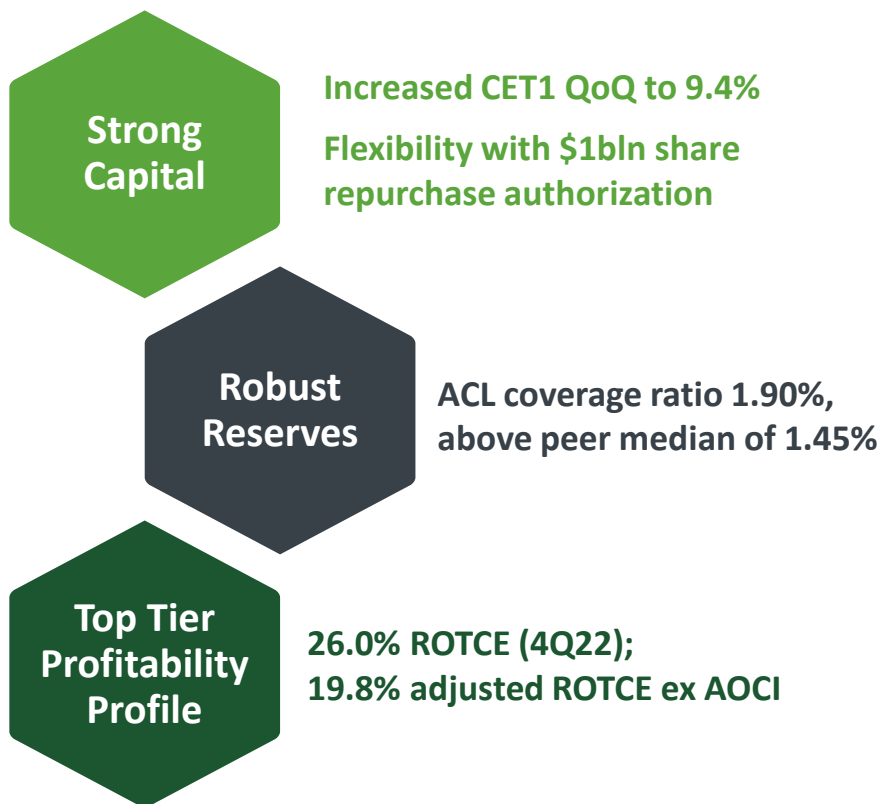 Strong
Capital
Increased CET1 QoQ to 9.4%
Flexibility with $1bln share
repurchase authorization
Robust
Reserves
ACL coverage ratio 1.90%,
above peer median of 1.45%
Top Tier
Profitability
Profile
26.0% ROTCE (4Q22);
19.8% adjusted ROTCE ex AOCI